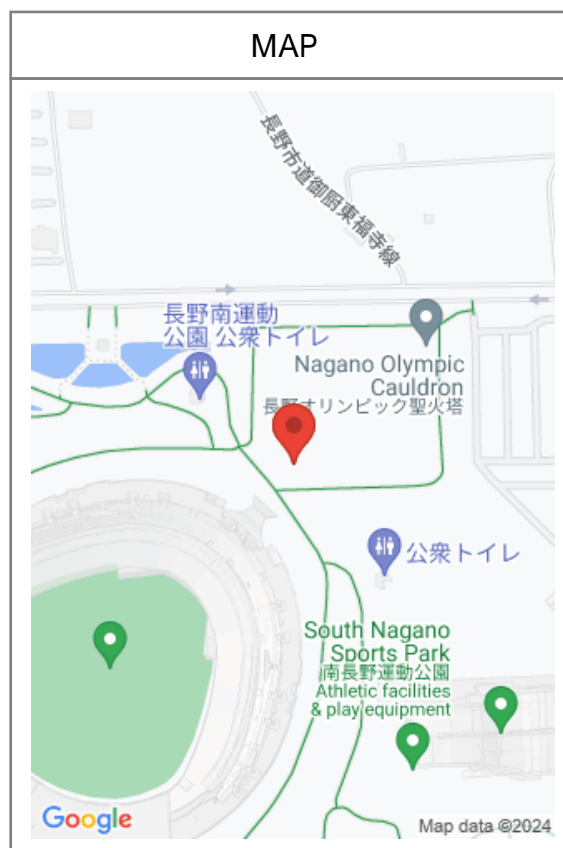 MAP
長野市道御厨東福寺線
長野南運動
公園 公衆トイレ
Nagano Olympic
Cauldron
長野オリンピック聖火塔
公衆トイレ
South Nagano
Sports Park
南長野運動公園
Athletic facilities
& play equipment
Google
Map data ©2024